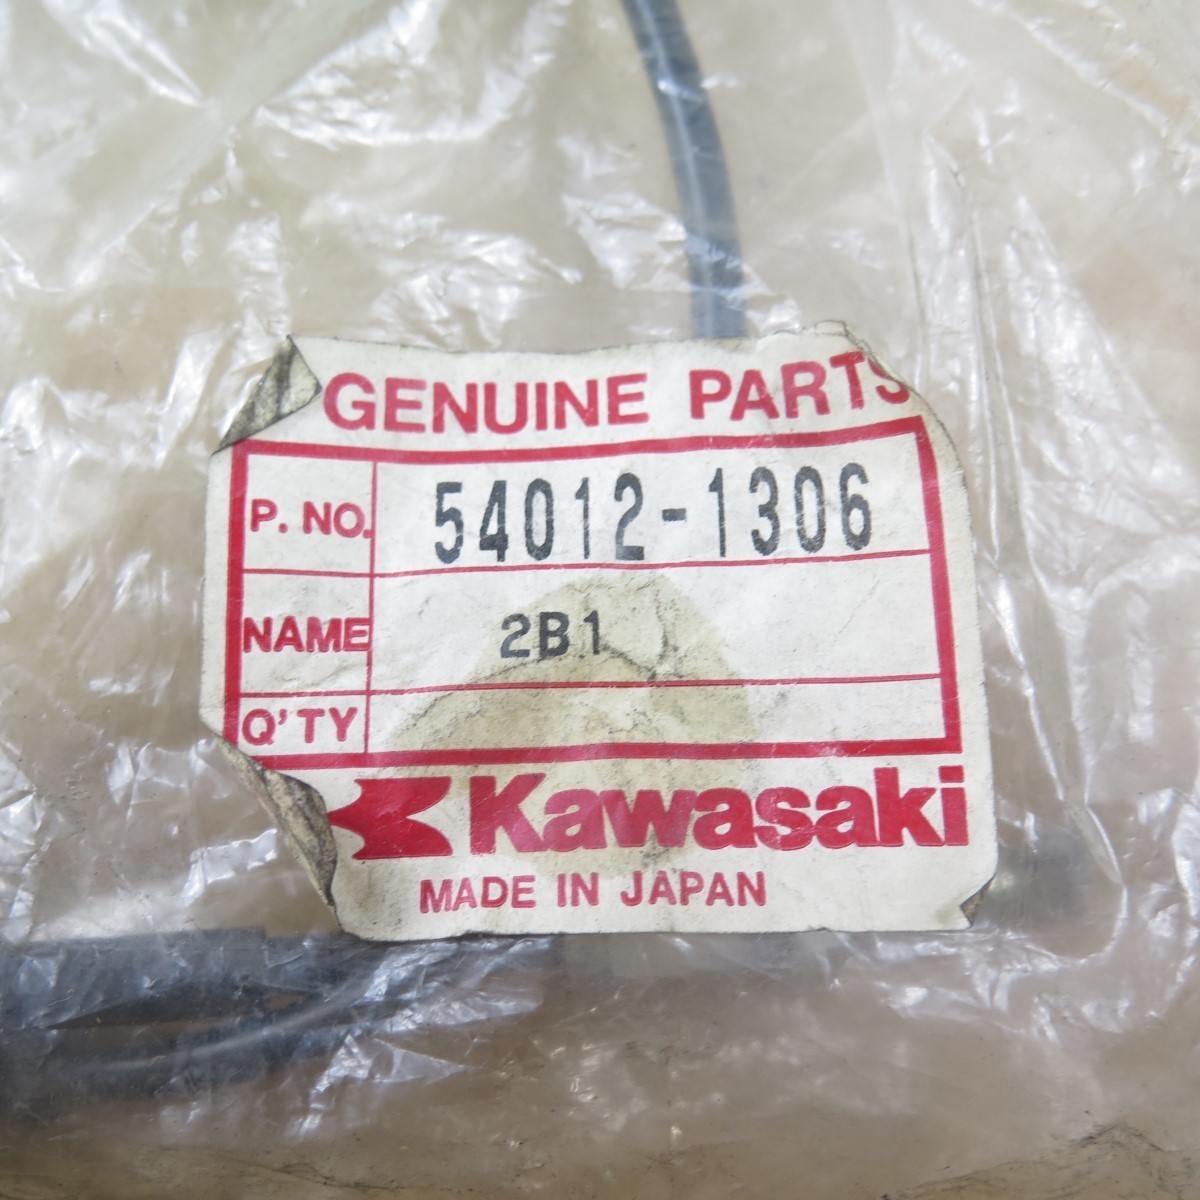 GENUINE PARTS
P. NO. 54012-1306
NAME 2B1
Q'TY
Kawasaki
MADE IN JAPAN